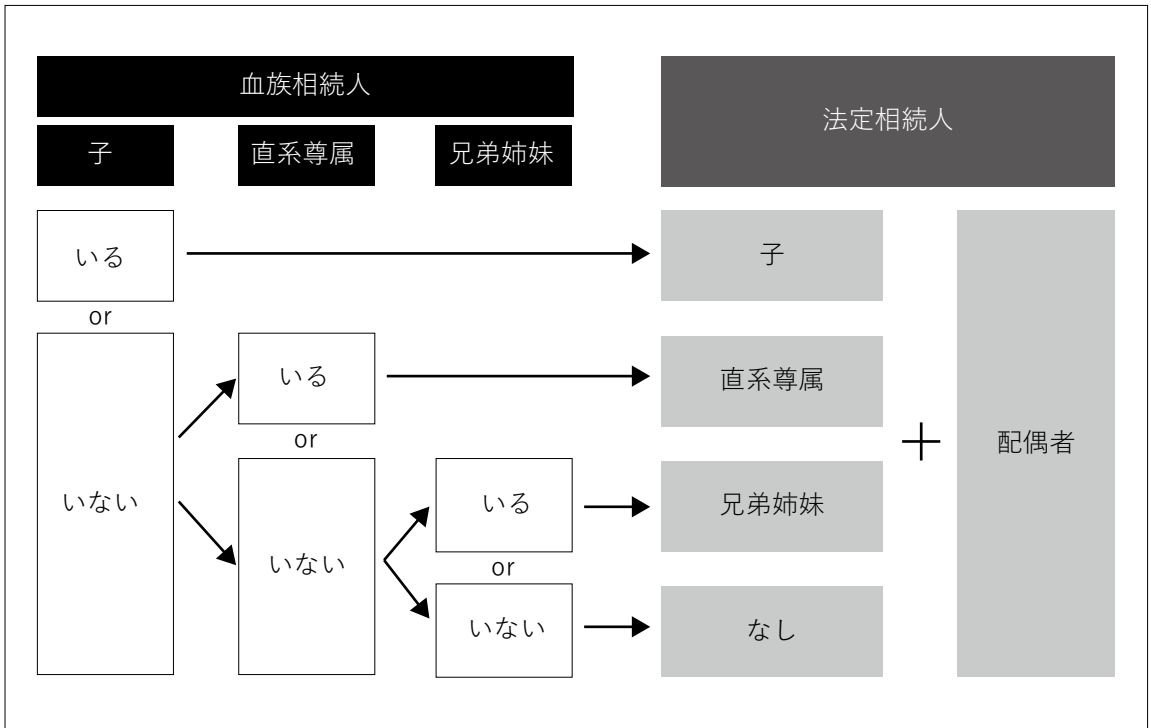 血族相続人
法定相続人
子
直系尊属
兄弟姉妹
いる
子
or
いる
直系尊属
or
いない
いない
いる
兄弟姉妹
or
いない
なし
配偶者